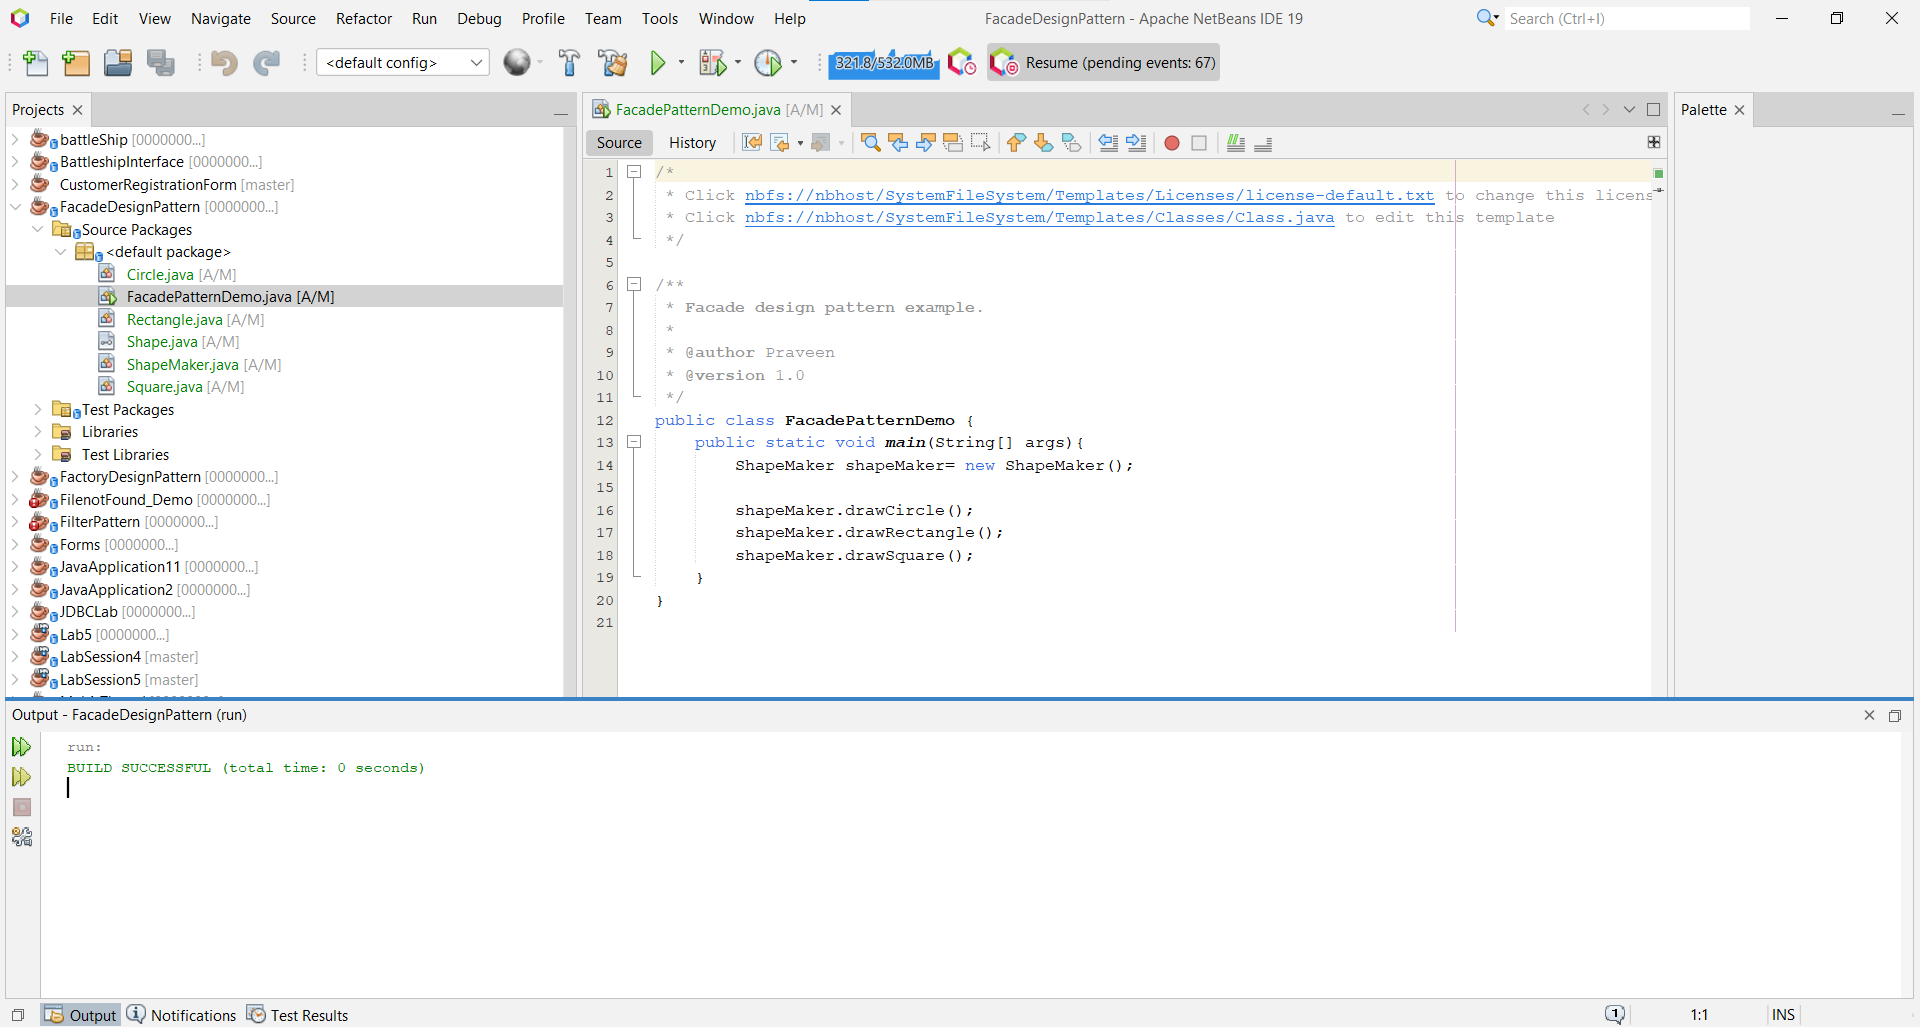 File Edit View Navigate Source Refactor Run Debug Profile Team Tools Window Help
FacadeDesignPattern - Apache NetBeans IDE 19
Search (Ctrl+I)
<default config>
321.8/532.0MB
Resume (pending events: 67)
Projects
battleShip [0000000...]
BattleshipInterface [0000000...]
CustomerRegistrationForm [master]
FacadeDesignPattern [0000000...]
Source Packages
<default package>
Circle.java [A/M]
FacadePatternDemo.java [A/M]
Rectangle.java [A/M]
Shape.java [A/M]
ShapeMaker.java [A/M]
Square.java [A/M]
Test Packages
Libraries
Test Libraries
FactoryDesignPattern [0000000...]
FilenotFound_Demo [0000000...]
FilterPattern [0000000...]
Forms [0000000...]
JavaApplication11 [0000000...]
JavaApplication2 [0000000...]
JDBCLab [0000000...]
Lab5 [0000000...]
LabSession4 [master]
LabSession5 [master]
FacadePatternDemo.java [A/M]
Source History
1 /*
2 * Click nbfs://nbhost/SystemFileSystem/Templates/Licenses/license-default.txt to change this licens
3 * Click nbfs://nbhost/SystemFileSystem/Templates/Classes/Class.java to edit this template
4 */
5
6 /**
7 * Facade design pattern example.
8 *
9 * @author Praveen
10 * @version 1.0
11 */
12 public class FacadePatternDemo {
13 public static void main(String[] args){
14 ShapeMaker shapeMaker= new ShapeMaker();
15
16 shapeMaker.drawCircle();
17 shapeMaker.drawRectangle();
18 shapeMaker.drawSquare();
19 }
20 }
21
Palette
Output - FacadeDesignPattern (run)
run:
BUILD SUCCESSFUL (total time: 0 seconds)
Output Notifications Test Results
1
1:1
INS